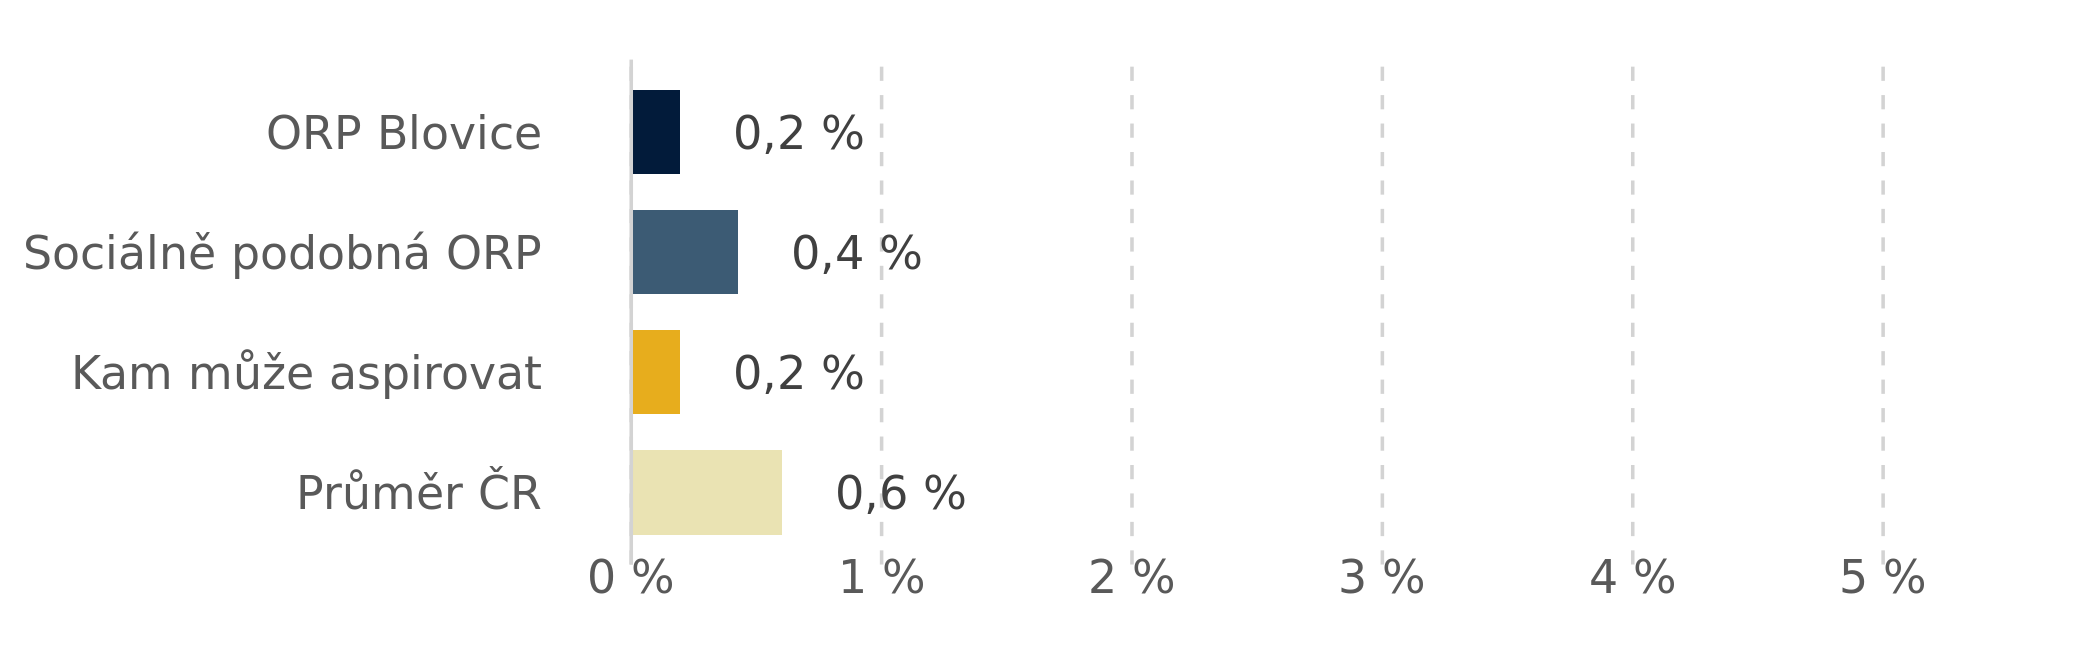 ORP Blovice 0,2 %
Sociálně podobná ORP 0,4 %
Kam může aspirovat 0,2 %
Průměr ČR 0,6 %
0 % 1 % 2 % 3 % 4 % 5 %